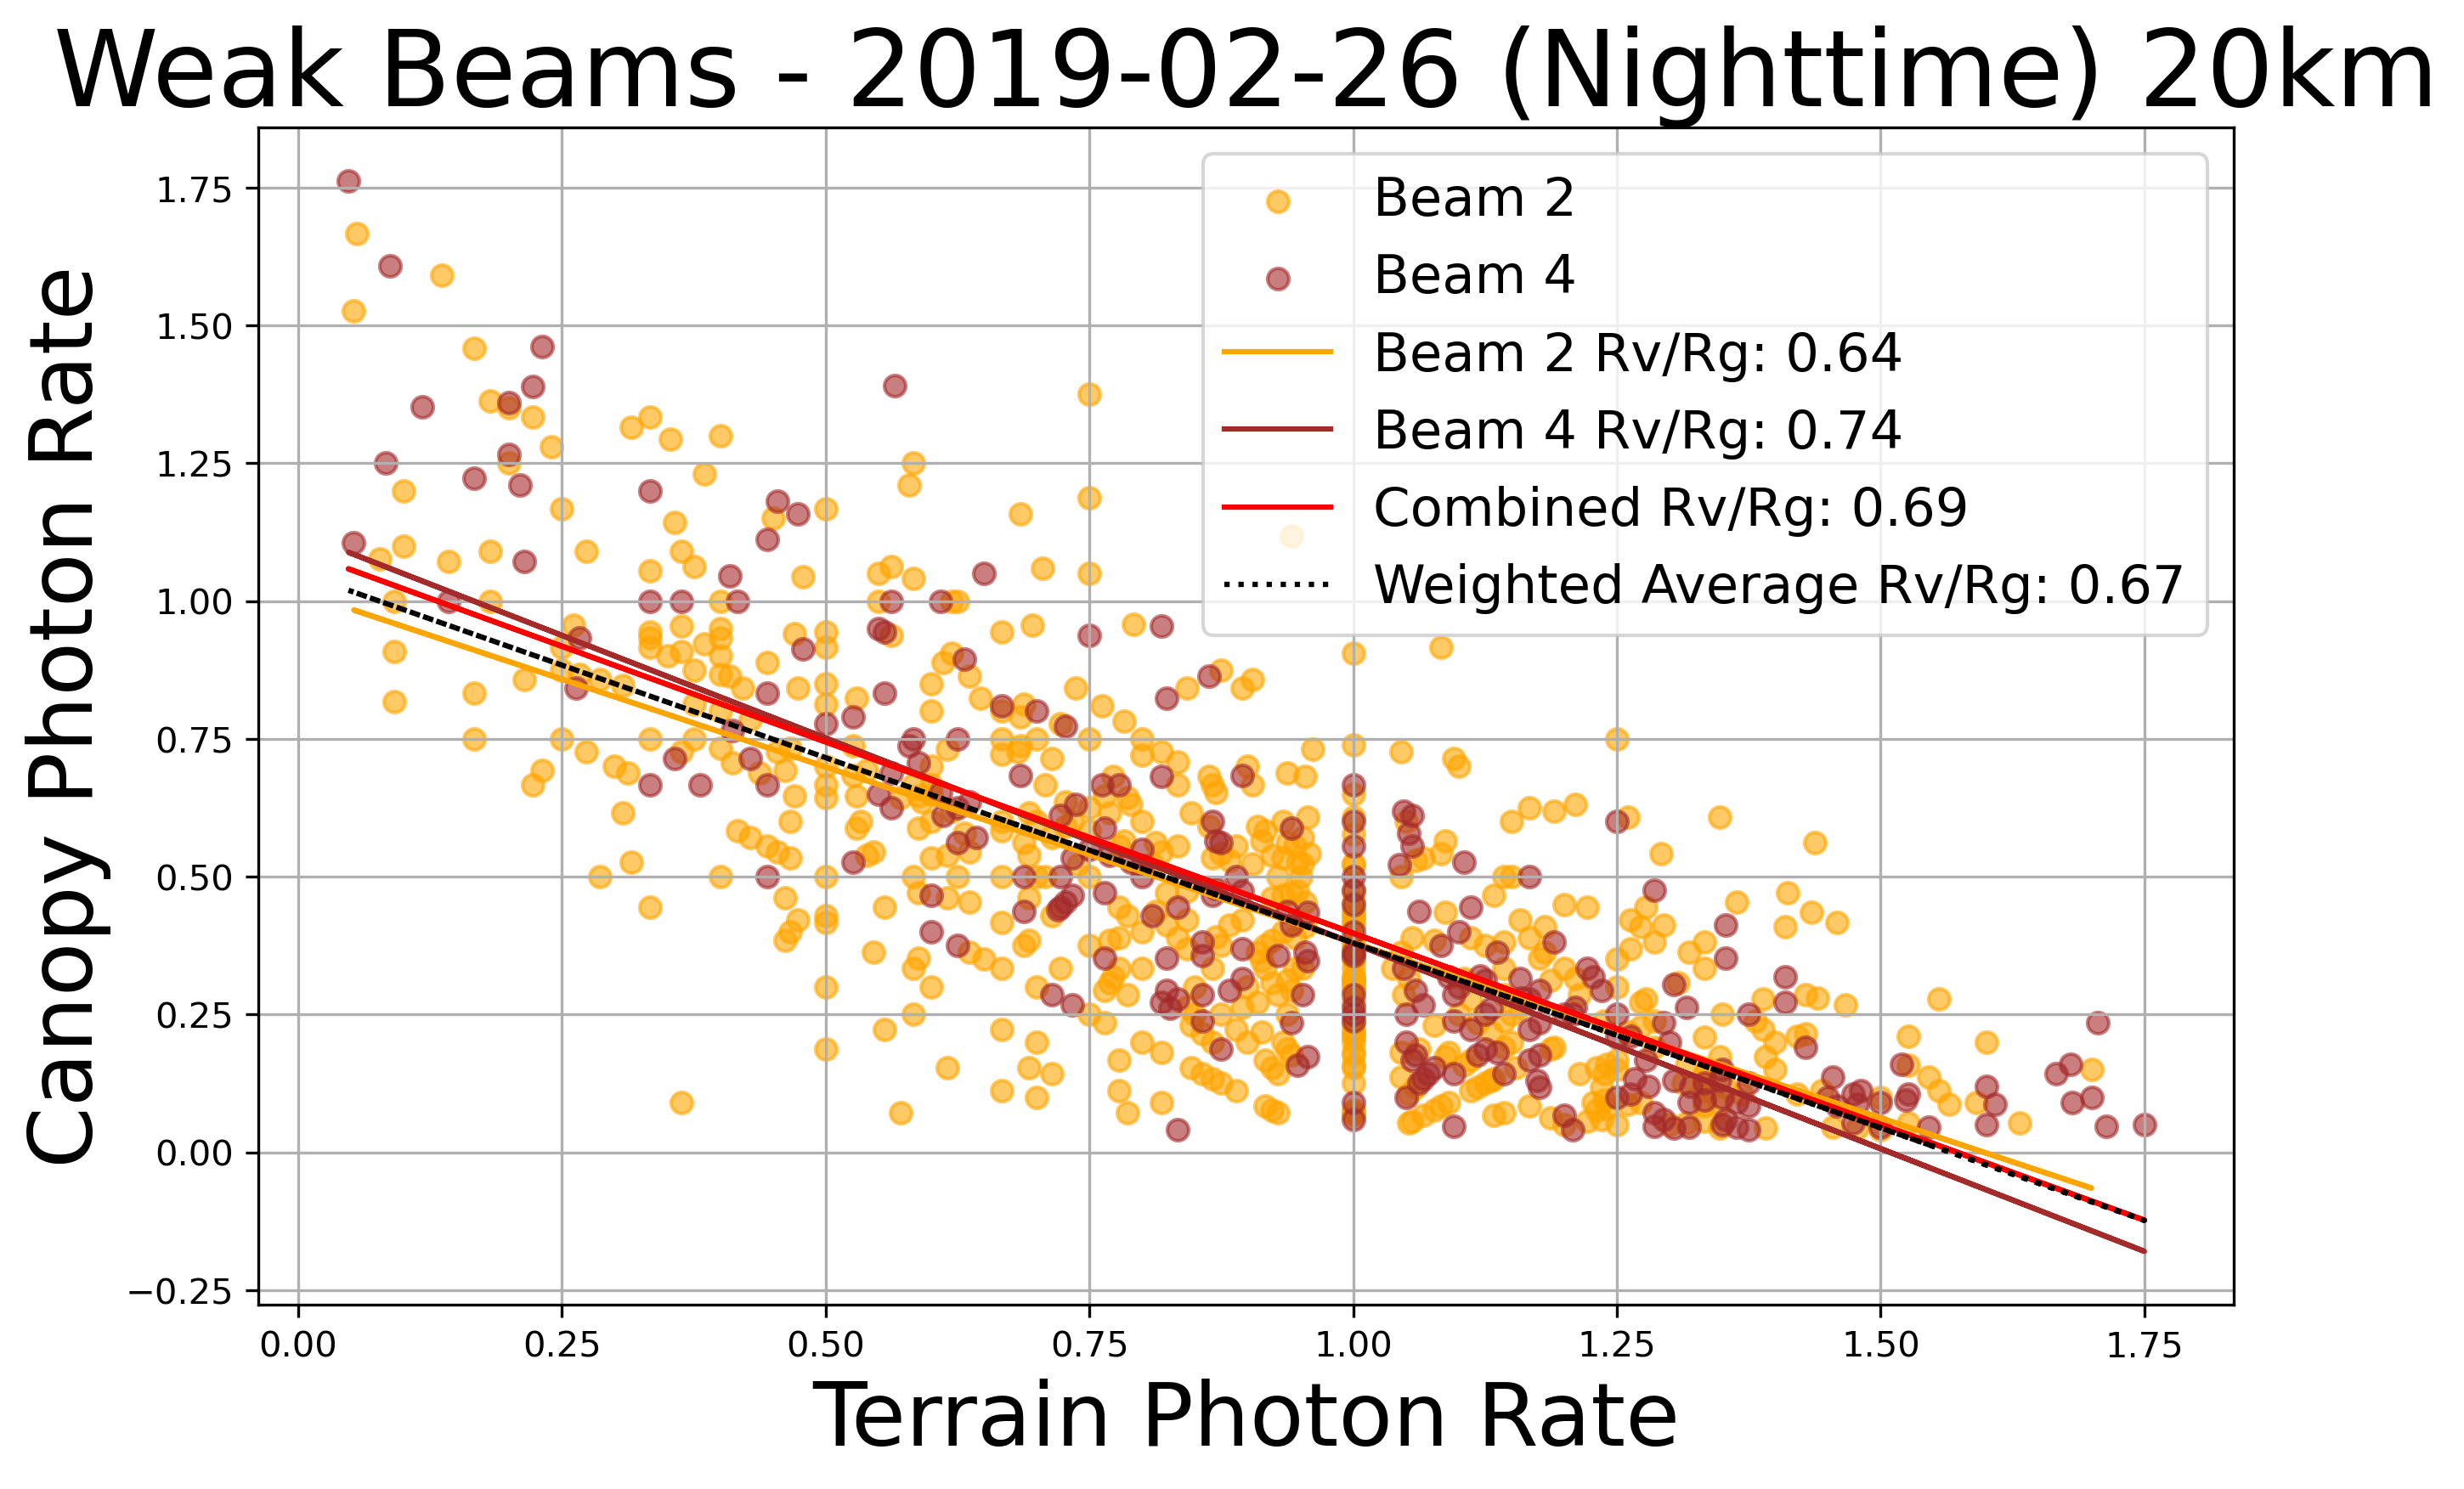 Weak Beams - 2019-02-26 (Nighttime) 20km
Canopy Photon Rate
1.75
1.50
1.25
1.00
0.75
0.50
0.25
0.00
−0.25
Beam 2
Beam 4
Beam 2 Rv/Rg: 0.64
Beam 4 Rv/Rg: 0.74
Combined Rv/Rg: 0.69
Weighted Average Rv/Rg: 0.67
0.00 0.25 0.50 0.75 1.00 1.25 1.50 1.75
Terrain Photon Rate